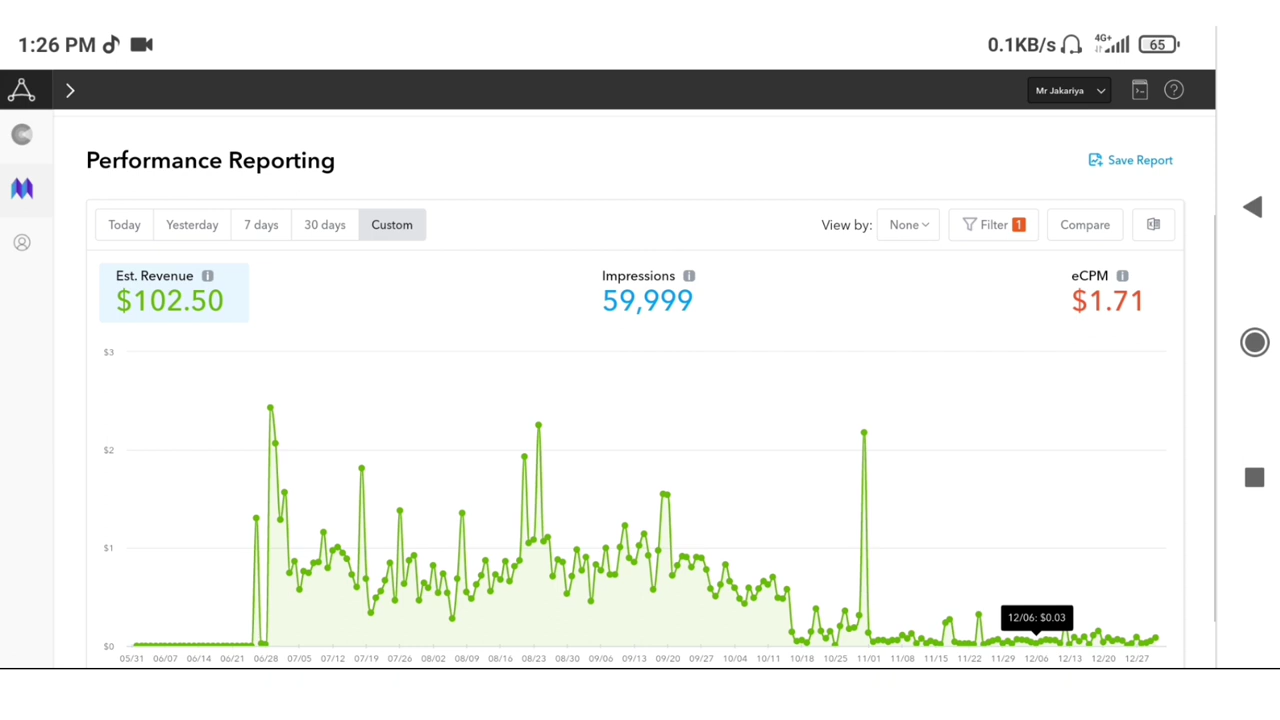 1:26 PM
0.1KB/s 4G+ 65
Mr Jakariya
Performance Reporting
Save Report
Today Yesterday 7 days 30 days Custom
View by: None Filter 1 Compare
Est. Revenue Impressions eCPM
$102.50 59,999 $1.71
$3
$2
$1
12/06: $0.03
$0
05/31 06/07 06/14 06/21 06/28 07/05 07/12 07/19 07/26 08/02 08/09 08/16 08/23 08/30 09/06 09/13 09/20 09/27 10/04 10/11 10/18 10/25 11/01 11/08 11/15 11/22 11/29 12/06 12/13 12/20 12/27